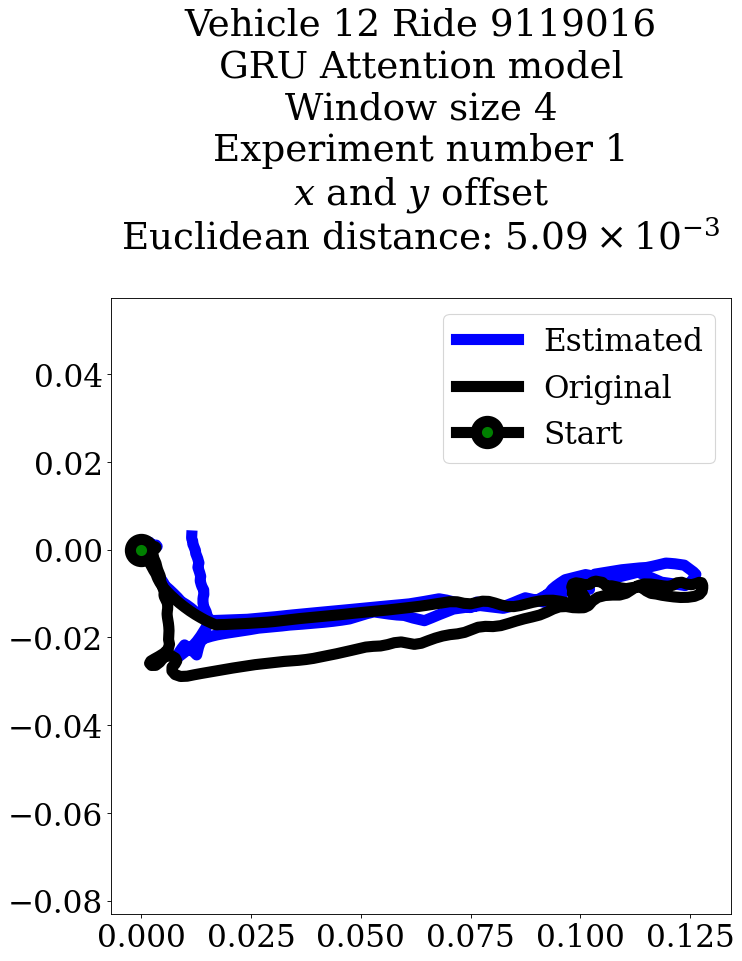 Vehicle 12 Ride 9119016
GRU Attention model
Window size 4
Experiment number 1
x and y offset
Euclidean distance: 5.09 × 10⁻³
Estimated
Original
Start
0.04
0.02
0.00
−0.02
−0.04
−0.06
−0.08
0.000 0.025 0.050 0.075 0.100 0.125